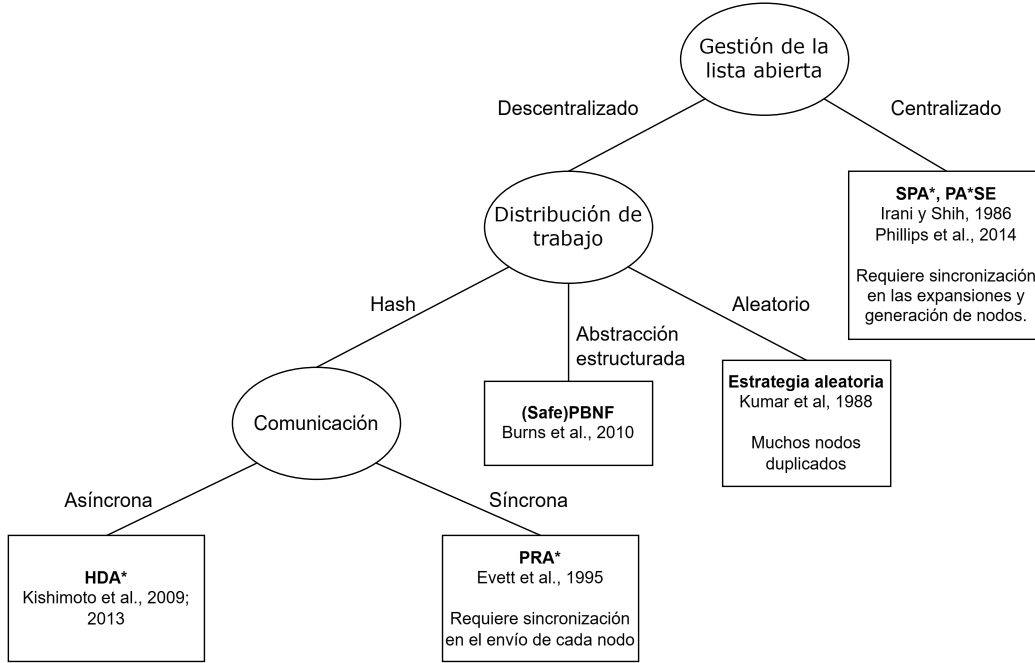 Gestión de la
lista abierta
Descentralizado
Centralizado
SPA*, PA*SE
Irani y Shih, 1986
Phillips et al., 2014
Requiere sincronización
en las expansiones y
generación de nodos.
Distribución de
trabajo
Hash
Abstracción
estructurada
Aleatorio
Estrategia aleatoria
Kumar et al, 1988
Muchos nodos
duplicados
(Safe)PBNF
Burns et al., 2010
Comunicación
Asíncrona
Síncrona
HDA*
Kishimoto et al., 2009;
2013
PRA*
Evett et al., 1995
Requiere sincronización
en el envío de cada nodo